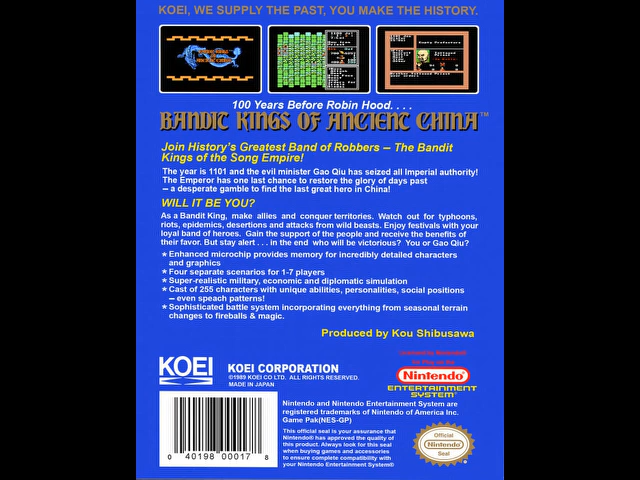 KOEI, WE SUPPLY THE PAST, YOU MAKE THE HISTORY.
100 Years Before Robin Hood. . . .
BANDIT KINGS OF ANCIENT CHINA™
Join History's Greatest Band of Robbers – The Bandit
Kings of the Song Empire!
The year is 1101 and the evil minister Gao Qiu has seized all Imperial authority!
The Emperor has one last chance to restore the glory of days past
– a desperate gamble to find the last great hero in China!
WILL IT BE YOU?
As a Bandit King, make allies and conquer territories. Watch out for typhoons,
riots, epidemics, desertions and attacks from wild beasts. Enjoy festivals with your
loyal band of heroes. Gain the support of the people and receive the benefits of
their favor. But stay alert . . . in the end who will be victorious? You or Gao Qiu?
★ Enhanced microchip provides memory for incredibly detailed characters
and graphics
★ Four separate scenarios for 1-7 players
★ Super-realistic military, economic and diplomatic simulation
★ Cast of 255 characters with unique abilities, personalities, social positions
– even speach patterns!
★ Sophisticated battle system incorporating everything from seasonal terrain
changes to fireballs & magic.
Produced by Kou Shibusawa
KOEI
KOEI CORPORATION
©1989 KOEI CO LTD. ALL RIGHTS RESERVED.
MADE IN JAPAN
Licensed by Nintendo
for Play on the
Nintendo
ENTERTAINMENT
SYSTEM
Nintendo and Nintendo Entertainment System are
registered trademarks of Nintendo of America Inc.
Game Pak(NES-GP)
This official seal is your assurance that
Nintendo® has approved the quality of
this product. Always look for this seal
when buying games and accessories
to ensure complete compatibility with
your Nintendo Entertainment System®
Official
Nintendo
Seal
0 40198 00017 8